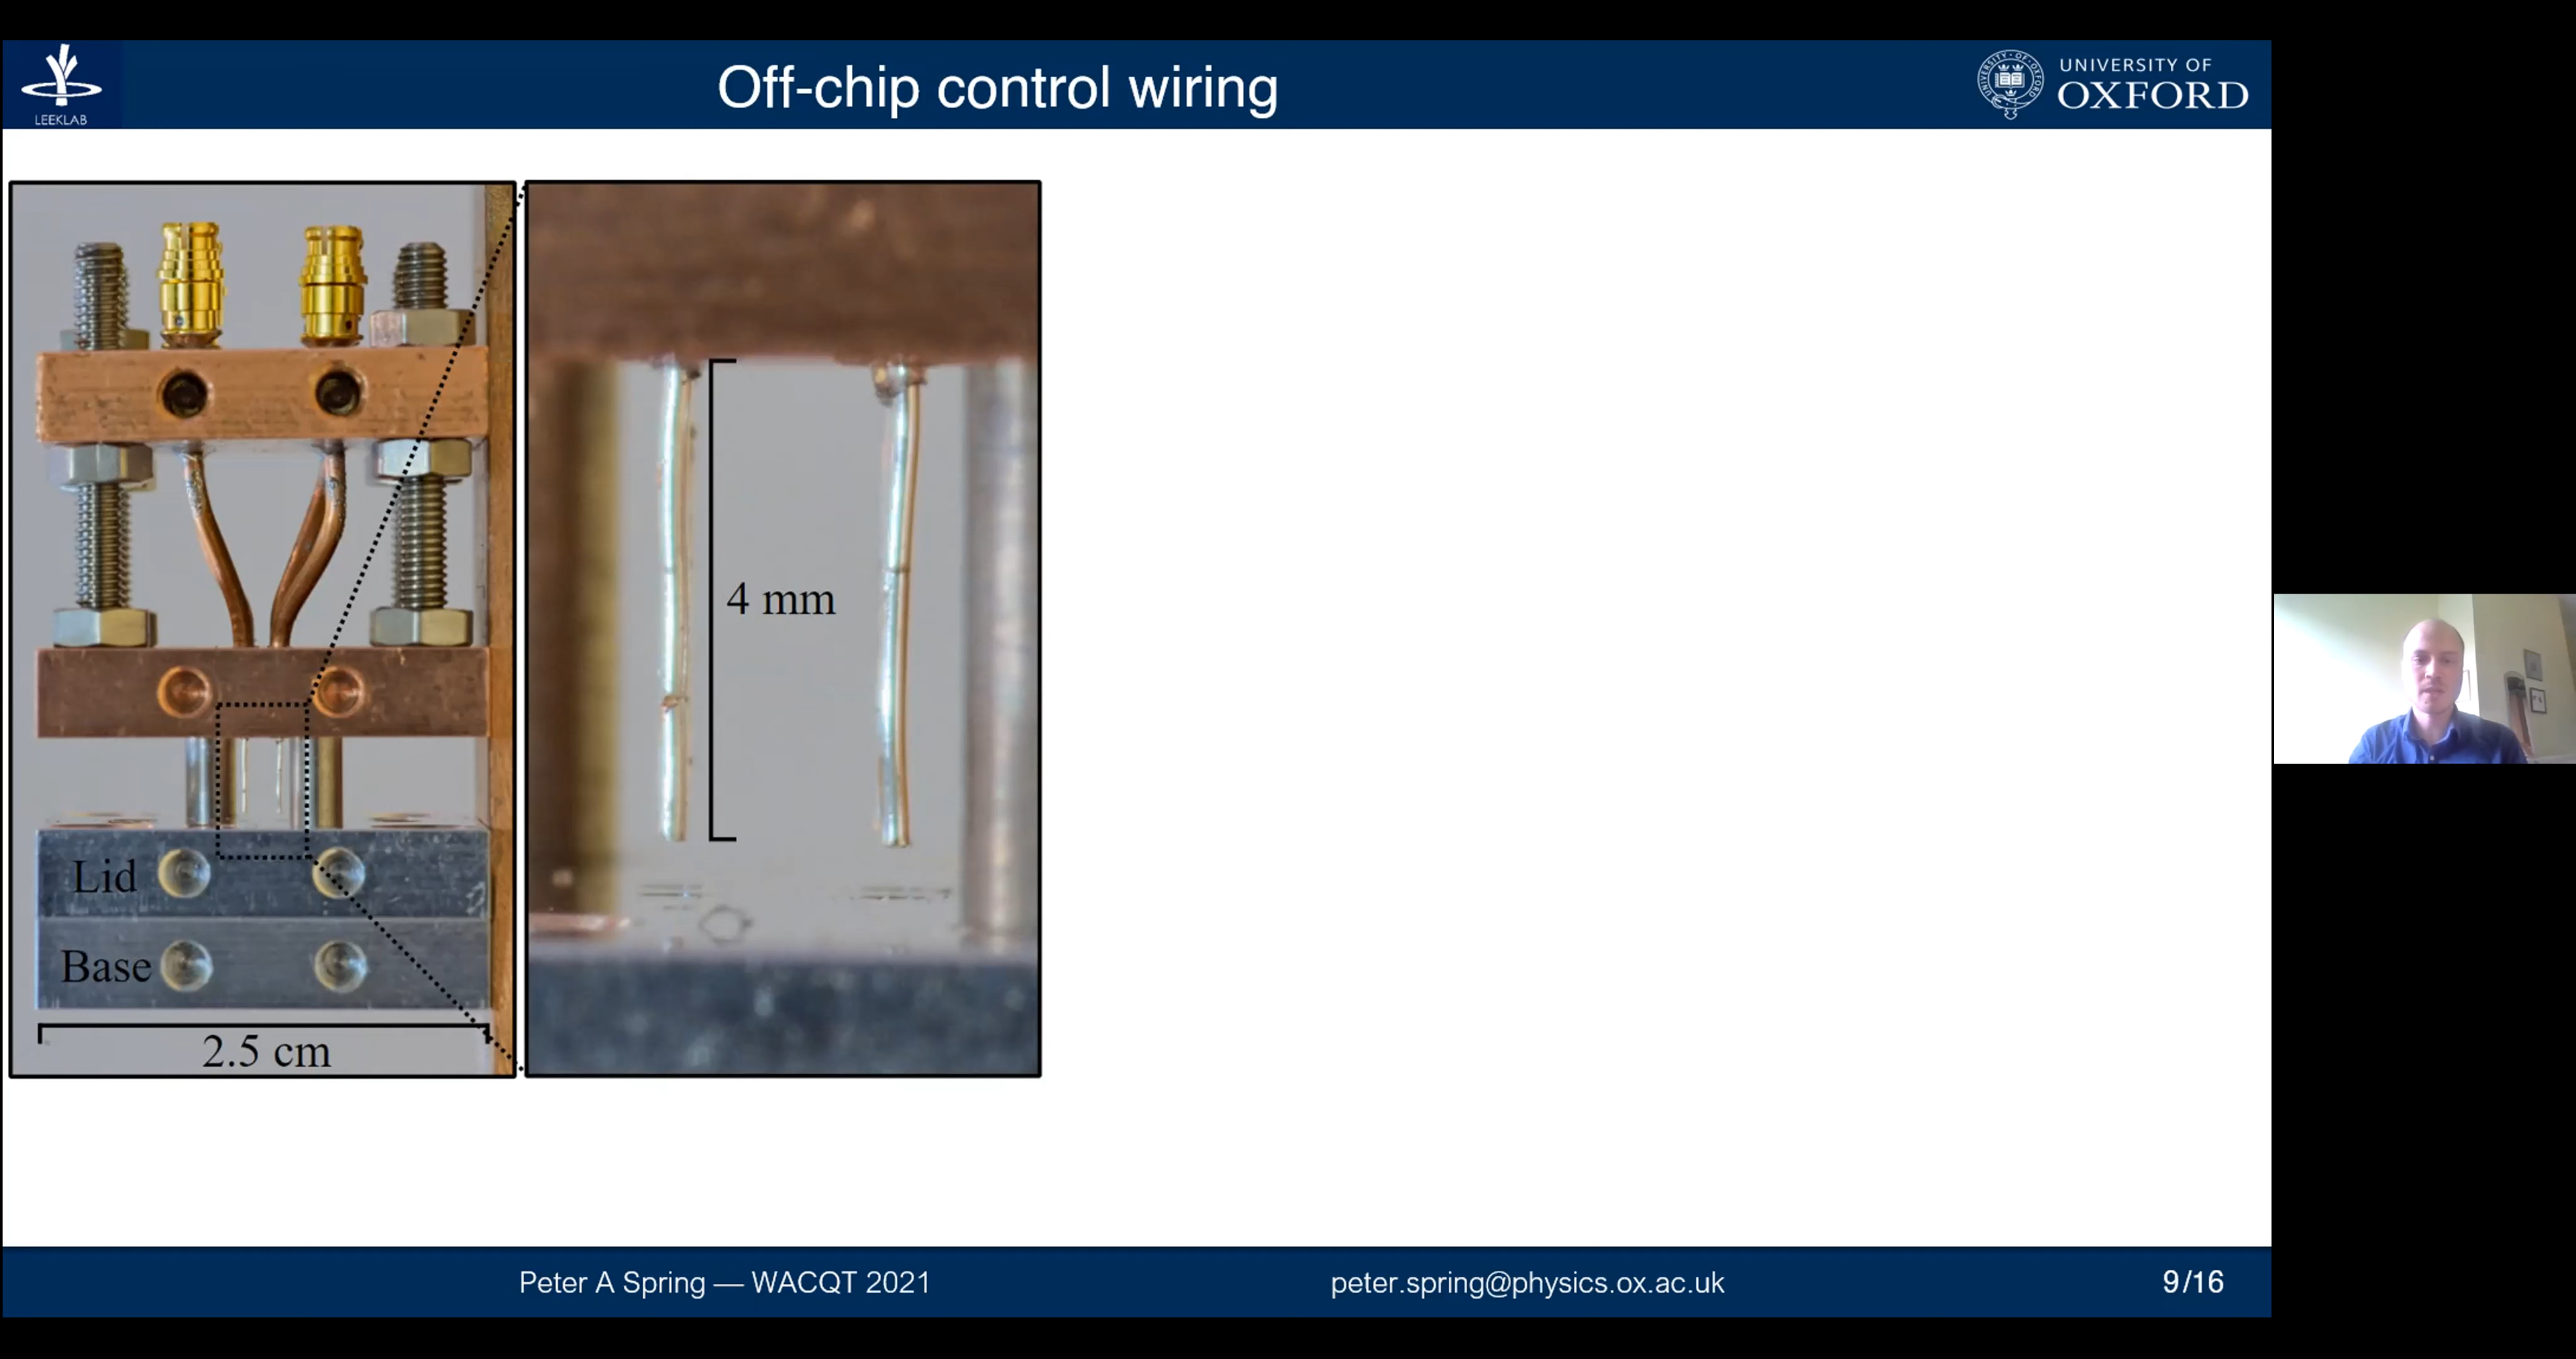 LEEKLAB
Off-chip control wiring
UNIVERSITY OF
OXFORD
4 mm
Lid
Base
2.5 cm
Peter A Spring — WACQT 2021
peter.spring@physics.ox.ac.uk
9/16